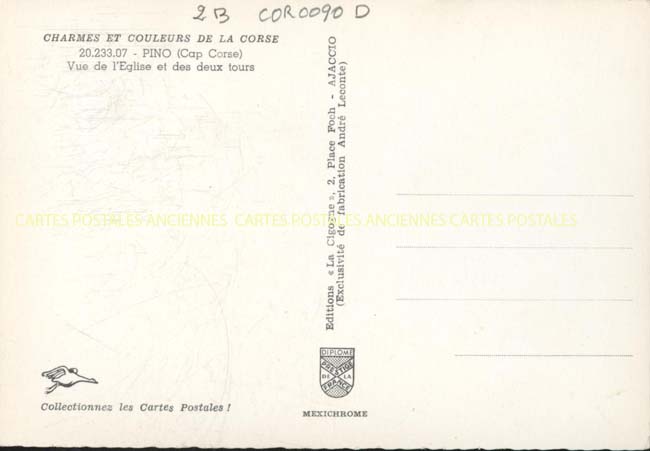 2B COR0090 D
CHARMES ET COULEURS DE LA CORSE
20.233.07 - PINO (Cap Corse)
Vue de l'Eglise et des deux tours
Editions « La Cigogne », 2, Place Foch - AJACCIO
(Exclusivité de fabrication André Leconte)
CARTES POSTALES ANCIENNES CARTES POSTALES ANCIENNES CARTES POSTALES
DIPLOME
PRESTIGE
DE LA
FRANCE
Collectionnez les Cartes Postales !
MEXICHROME